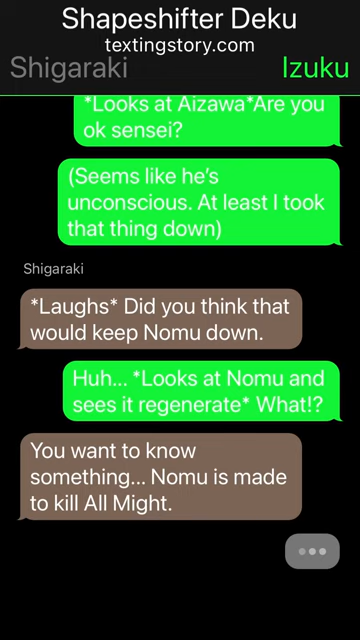 Shapeshifter Deku
textingstory.com
Shigaraki Izuku
*Looks at Aizawa*Are you
ok sensei?
(Seems like he's
unconscious. At least I took
that thing down)
Shigaraki
*Laughs* Did you think that
would keep Nomu down.
Huh... *Looks at Nomu and
sees it regenerate* What!?
You want to know
something... Nomu is made
to kill All Might.